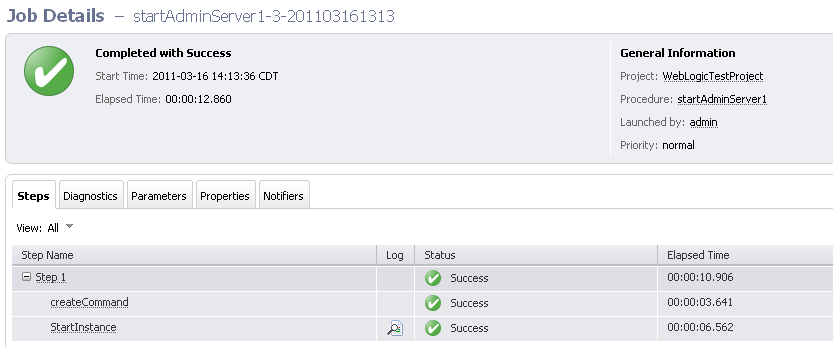 Job Details – startAdminServer1-3-201103161313
Completed with Success
Start Time: 2011-03-16 14:13:36 CDT
Elapsed Time: 00:00:12.860
General Information
Project: WebLogicTestProject
Procedure: startAdminServer1
Launched by: admin
Priority: normal
Steps Diagnostics Parameters Properties Notifiers
View: All
Step Name Log Status Elapsed Time
Step 1 Success 00:00:10.906
createCommand Success 00:00:03.641
StartInstance Success 00:00:06.562